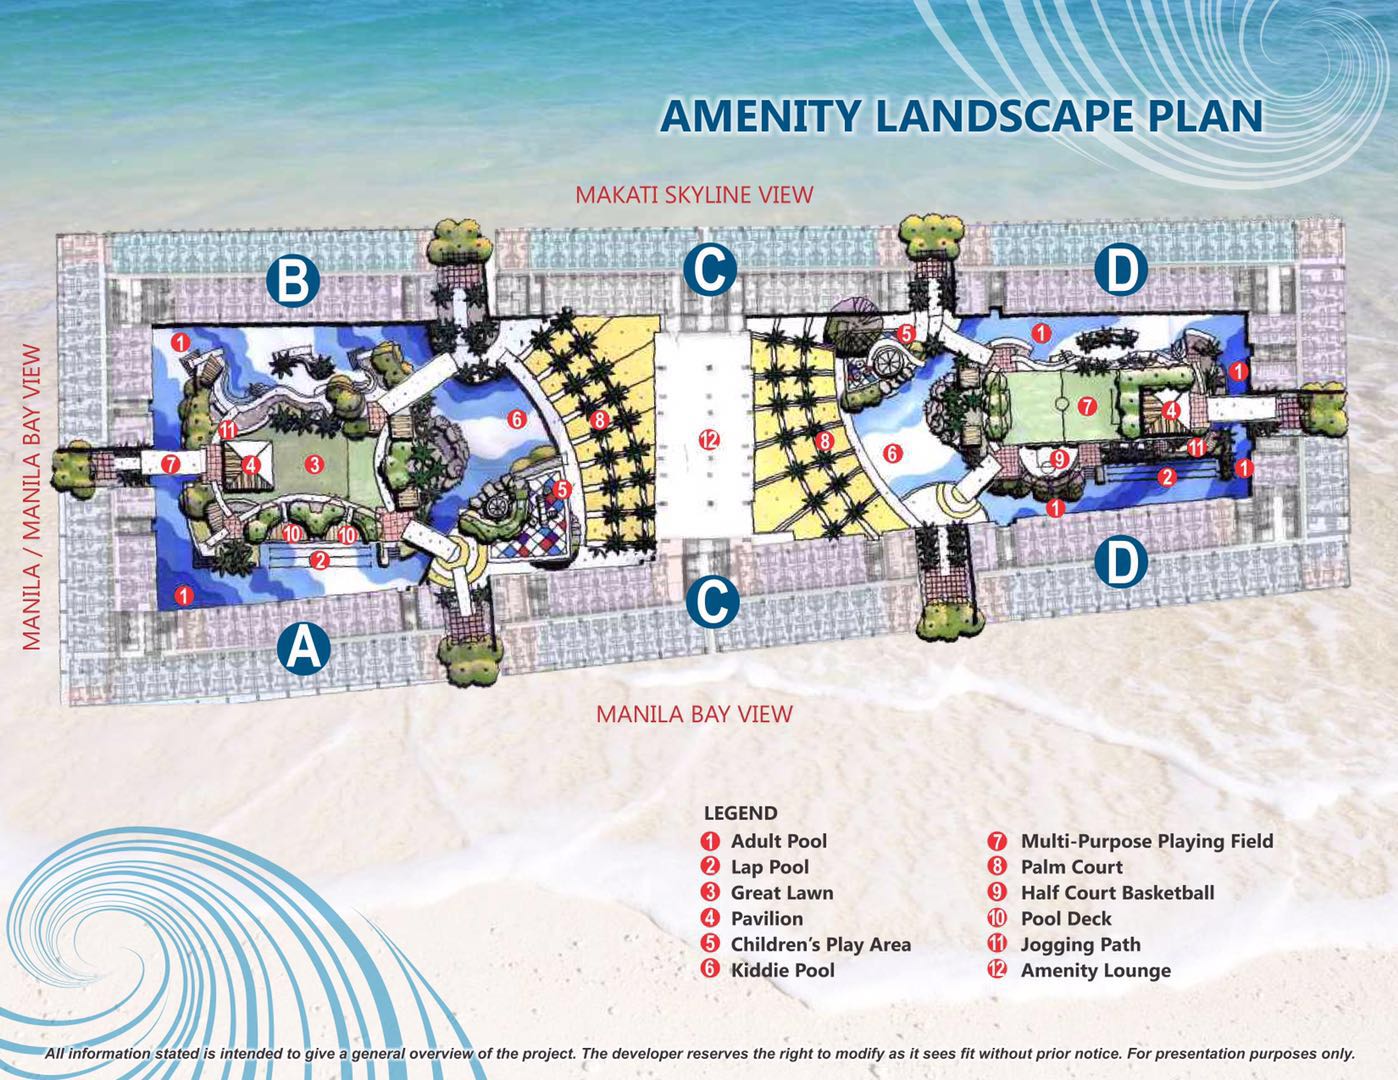 AMENITY LANDSCAPE PLAN
MAKATI SKYLINE VIEW
B
C
D
MANILA / MANILA BAY VIEW
1
5
1
1
6
8
7
4
11
12
8
7
4
3
6
9
11
5
2
1
10
10
1
2
D
1
C
A
MANILA BAY VIEW
LEGEND
1 Adult Pool
2 Lap Pool
3 Great Lawn
4 Pavilion
5 Children's Play Area
6 Kiddie Pool
7 Multi-Purpose Playing Field
8 Palm Court
9 Half Court Basketball
10 Pool Deck
11 Jogging Path
12 Amenity Lounge
All information stated is intended to give a general overview of the project. The developer reserves the right to modify as it sees fit without prior notice. For presentation purposes only.